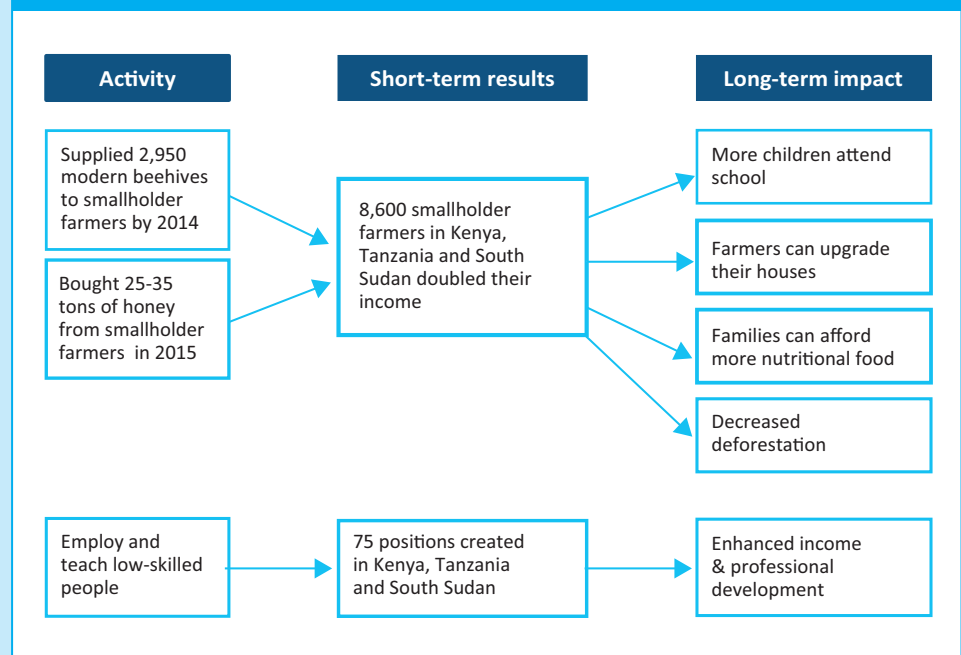 Activity
Short-term results
Long-term impact
Supplied 2,950
modern beehives
to smallholder
farmers by 2014
Bought 25-35
tons of honey
from smallholder
farmers in 2015
8,600 smallholder
farmers in Kenya,
Tanzania and South
Sudan doubled their
income
More children attend
school
Farmers can upgrade
their houses
Families can afford
more nutritional food
Decreased
deforestation
Employ and
teach low-skilled
people
75 positions created
in Kenya, Tanzania
and South Sudan
Enhanced income
& professional
development